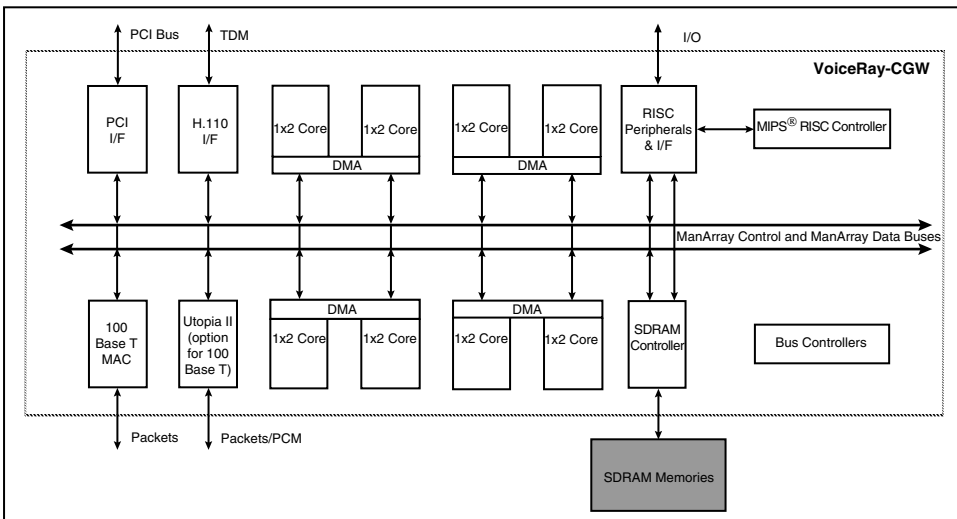 PCI Bus
TDM
I/O
VoiceRay-CGW
PCI
I/F
H.110
I/F
1x2 Core
1x2 Core
DMA
1x2 Core
1x2 Core
DMA
RISC
Peripherals
& I/F
MIPS® RISC Controller
ManArray Control and ManArray Data Buses
100
Base T
MAC
Utopia II
(option
for 100
Base T)
DMA
1x2 Core
1x2 Core
DMA
1x2 Core
1x2 Core
SDRAM
Controller
Bus Controllers
Packets
Packets/PCM
SDRAM Memories